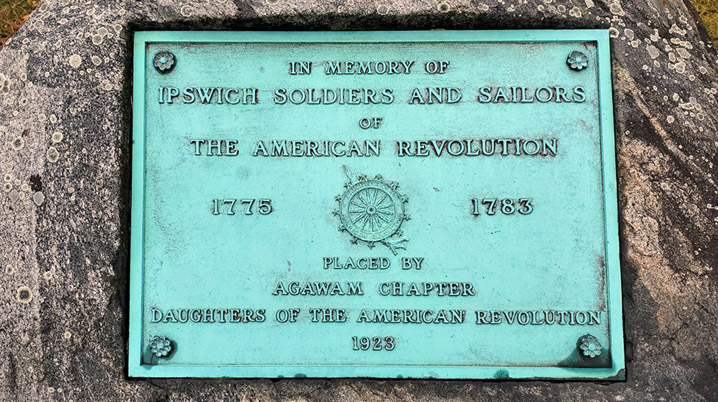 IN MEMORY OF
IPSWICH SOLDIERS AND SAILORS
OF
THE AMERICAN REVOLUTION
1775 1783
PLACED BY
AGAWAM CHAPTER
DAUGHTERS OF THE AMERICAN REVOLUTION
1923